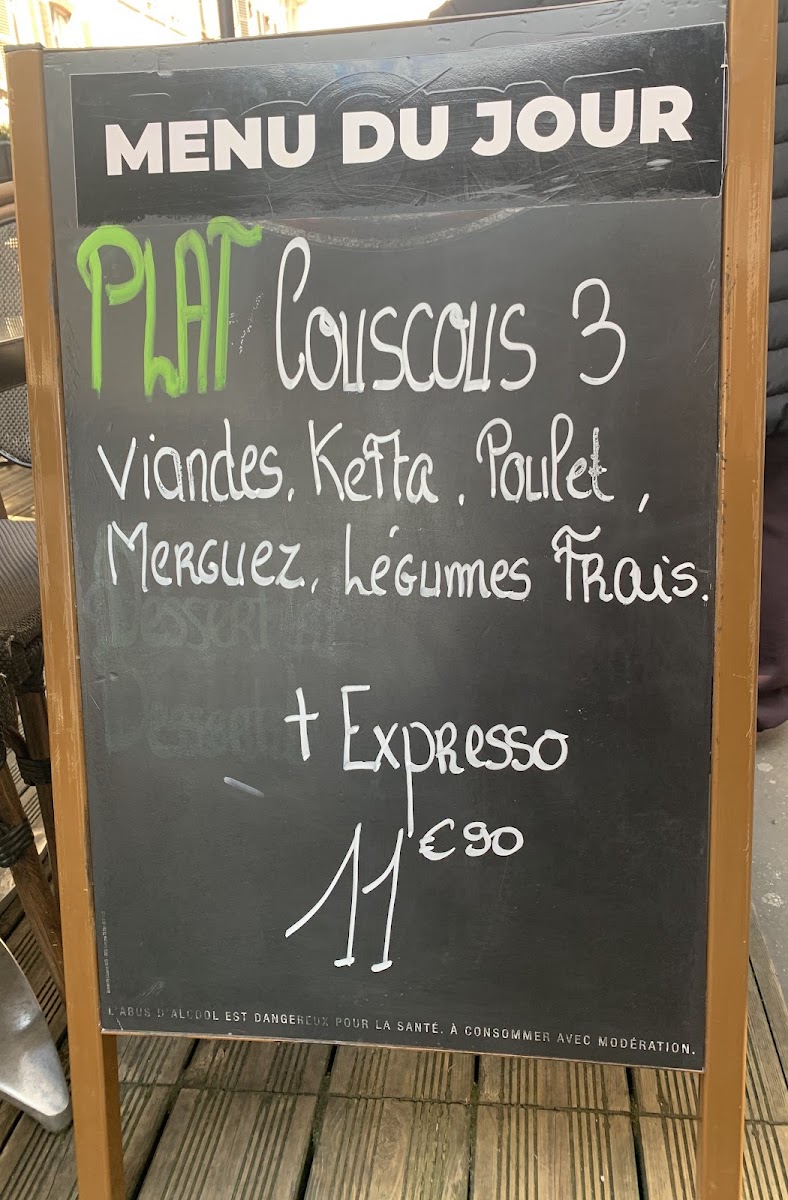 MENU DU JOUR
PLAT Couscous 3
viandes. Kefta. Poulet,
Merguez. Légumes Frais.
+ Expresso
11€90
L'ABUS D'ALCOOL EST DANGEREUX POUR LA SANTÉ. À CONSOMMER AVEC MODÉRATION.